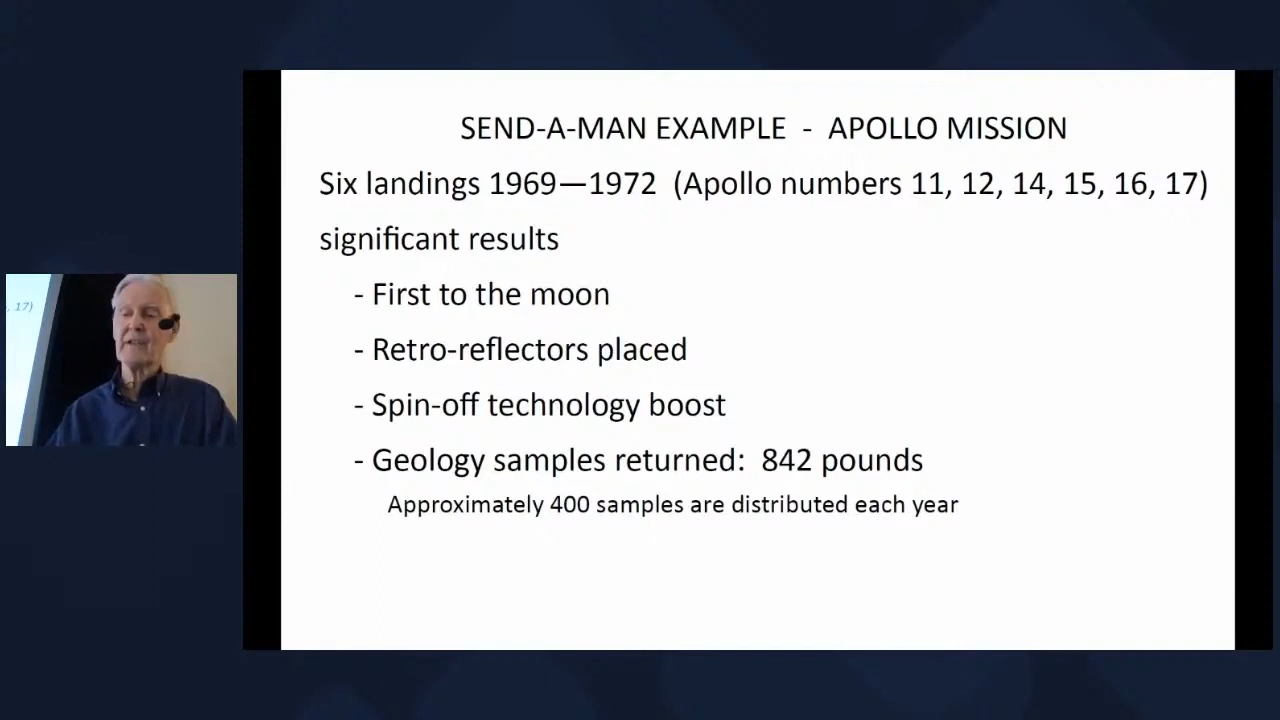 SEND-A-MAN EXAMPLE - APOLLO MISSION
Six landings 1969—1972 (Apollo numbers 11, 12, 14, 15, 16, 17)
significant results
- First to the moon
- Retro-reflectors placed
- Spin-off technology boost
- Geology samples returned: 842 pounds
Approximately 400 samples are distributed each year
, 17)